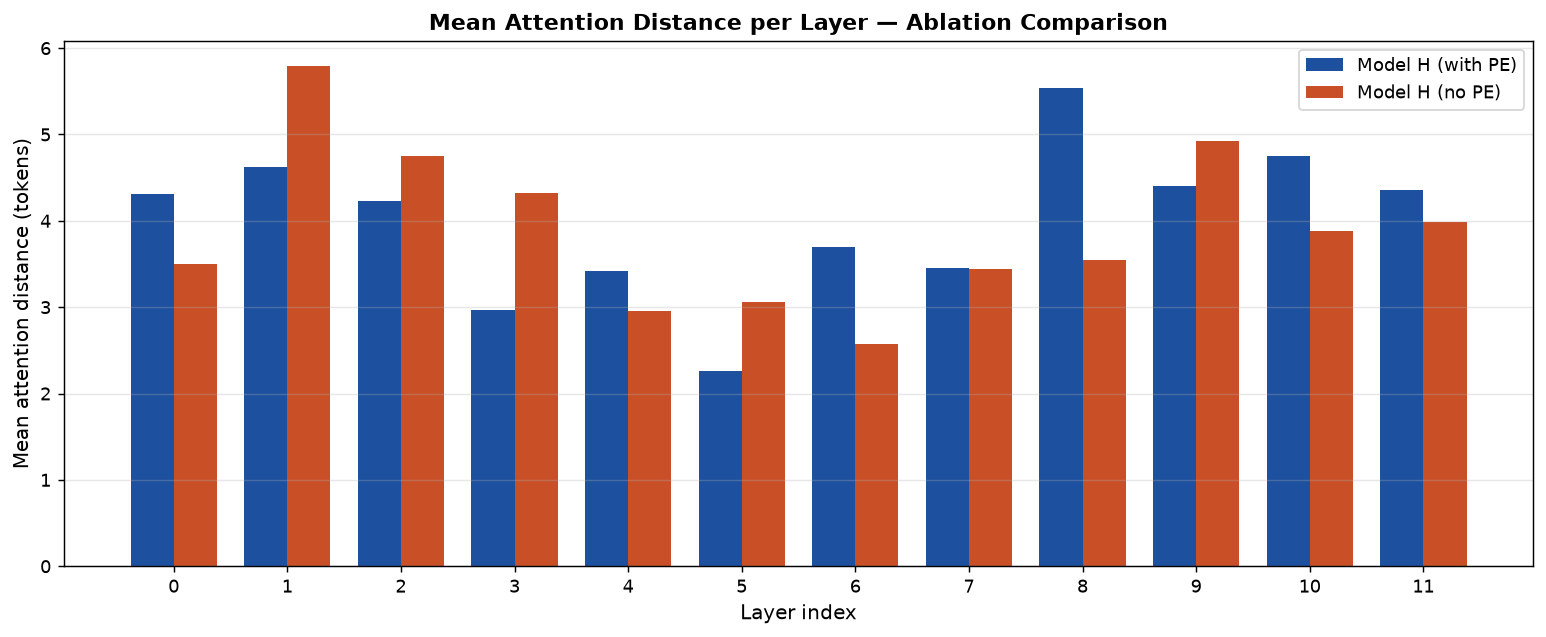 Mean Attention Distance per Layer — Ablation Comparison
Model H (with PE)
Model H (no PE)
Mean attention distance (tokens)
6
5
4
3
2
1
0
0 1 2 3 4 5 6 7 8 9 10 11
Layer index